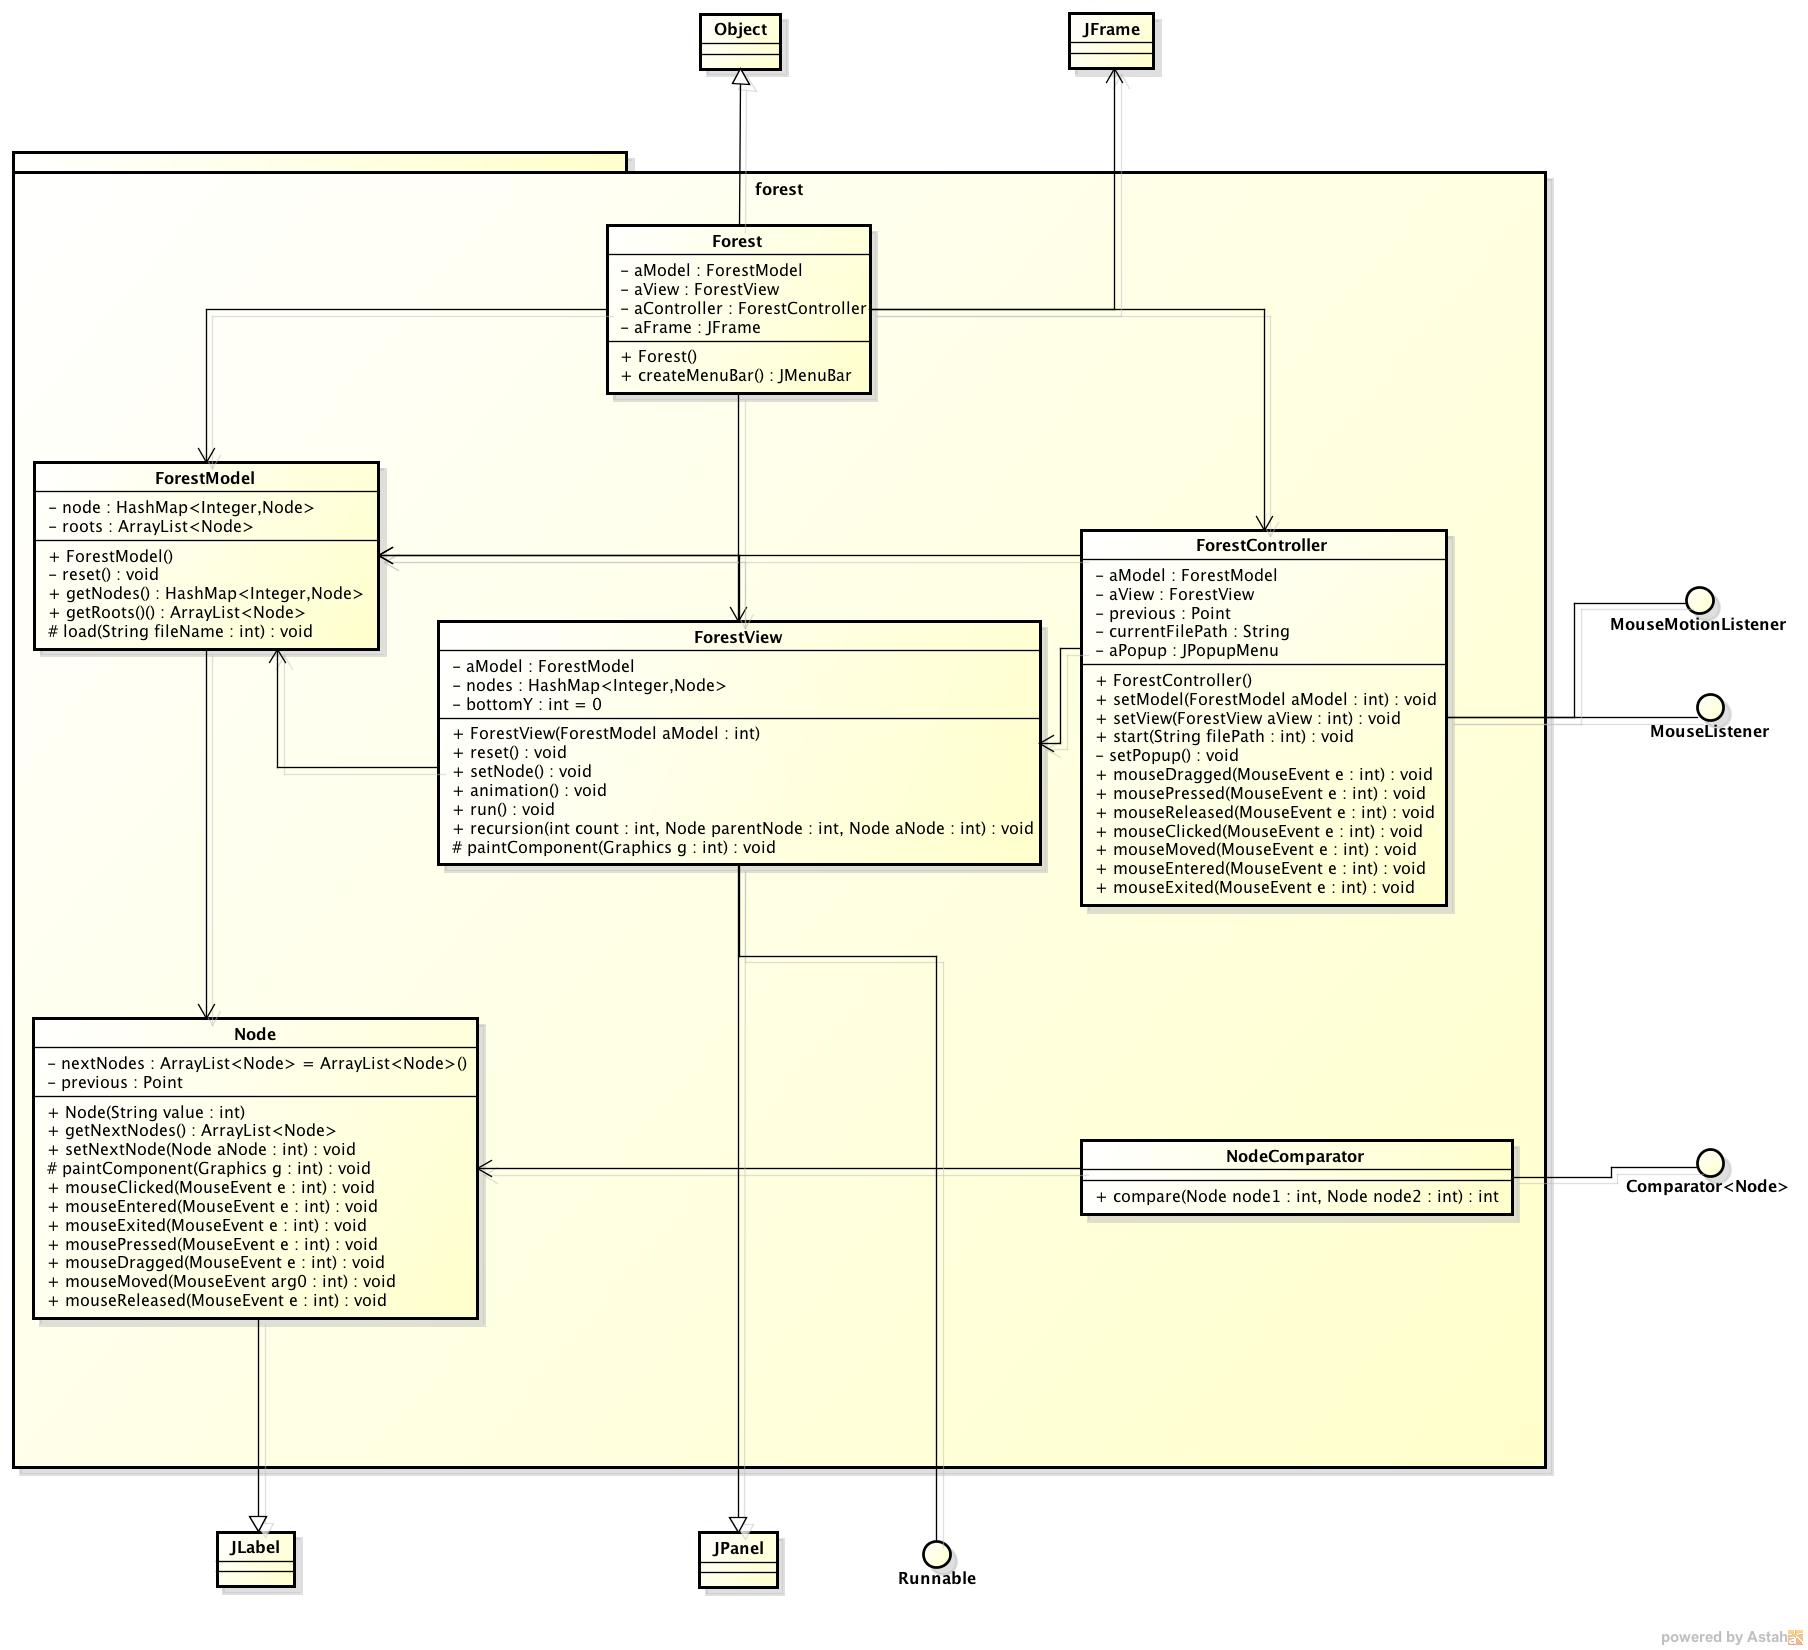 Object
JFrame
forest
Forest
– aModel : ForestModel
– aView : ForestView
– aController : ForestController
– aFrame : JFrame
+ Forest()
+ createMenuBar() : JMenuBar
ForestModel
– node : HashMap<Integer,Node>
– roots : ArrayList<Node>
+ ForestModel()
– reset() : void
+ getNodes() : HashMap<Integer,Node>
+ getRoots()() : ArrayList<Node>
# load(String fileName : int) : void
ForestController
– aModel : ForestModel
– aView : ForestView
– previous : Point
– currentFilePath : String
– aPopup : JPopupMenu
+ ForestController()
+ setModel(ForestModel aModel : int) : void
+ setView(ForestView aView : int) : void
+ start(String filePath : int) : void
– setPopup() : void
+ mouseDragged(MouseEvent e : int) : void
+ mousePressed(MouseEvent e : int) : void
+ mouseReleased(MouseEvent e : int) : void
+ mouseClicked(MouseEvent e : int) : void
+ mouseMoved(MouseEvent e : int) : void
+ mouseEntered(MouseEvent e : int) : void
+ mouseExited(MouseEvent e : int) : void
MouseMotionListener
MouseListener
ForestView
– aModel : ForestModel
– nodes : HashMap<Integer,Node>
– bottomY : int = 0
+ ForestView(ForestModel aModel : int)
+ reset() : void
+ setNode() : void
+ animation() : void
+ run() : void
+ recursion(int count : int, Node parentNode : int, Node aNode : int) : void
# paintComponent(Graphics g : int) : void
Node
– nextNodes : ArrayList<Node> = ArrayList<Node>()
– previous : Point
+ Node(String value : int)
+ getNextNodes() : ArrayList<Node>
+ setNextNode(Node aNode : int) : void
# paintComponent(Graphics g : int) : void
+ mouseClicked(MouseEvent e : int) : void
+ mouseEntered(MouseEvent e : int) : void
+ mouseExited(MouseEvent e : int) : void
+ mousePressed(MouseEvent e : int) : void
+ mouseDragged(MouseEvent e : int) : void
+ mouseMoved(MouseEvent arg0 : int) : void
+ mouseReleased(MouseEvent e : int) : void
NodeComparator
+ compare(Node node1 : int, Node node2 : int) : int
Comparator<Node>
JLabel
JPanel
Runnable
powered by Astah